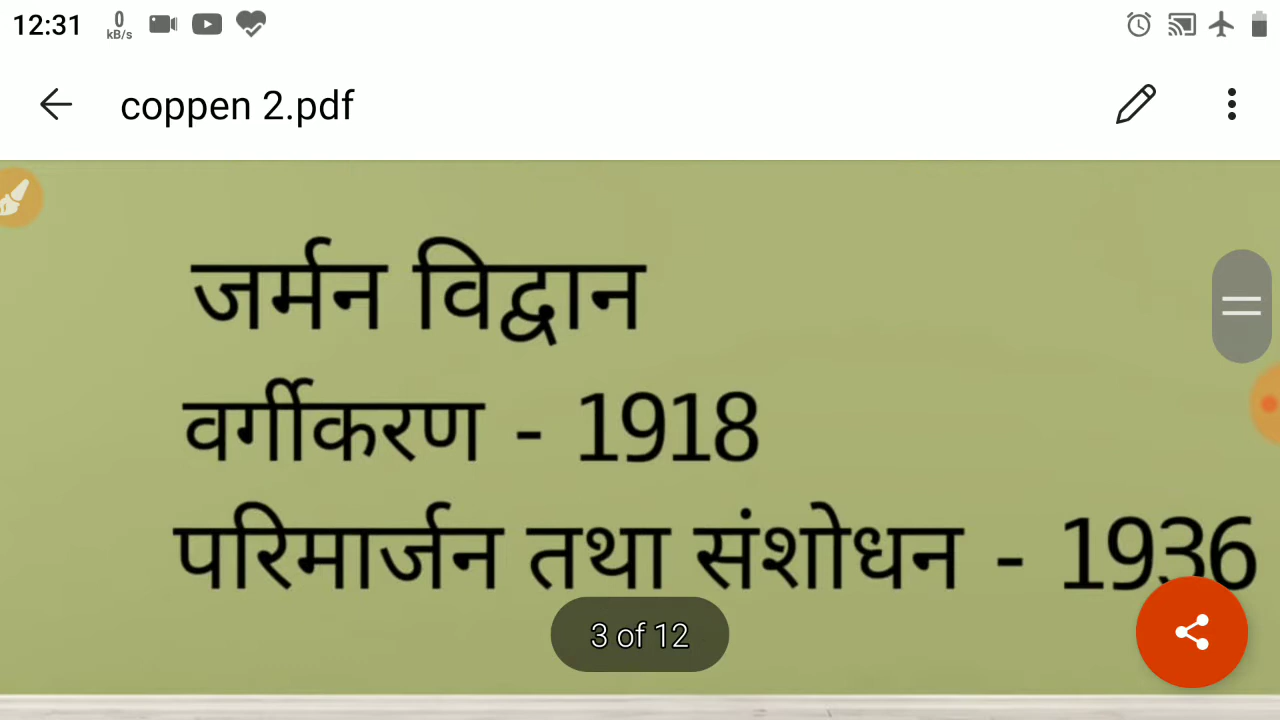 12:31
0
kB/s
coppen 2.pdf
जर्मन विद्वान
वर्गीकरण - 1918
परिमार्जन तथा संशोधन - 1936
3 of 12